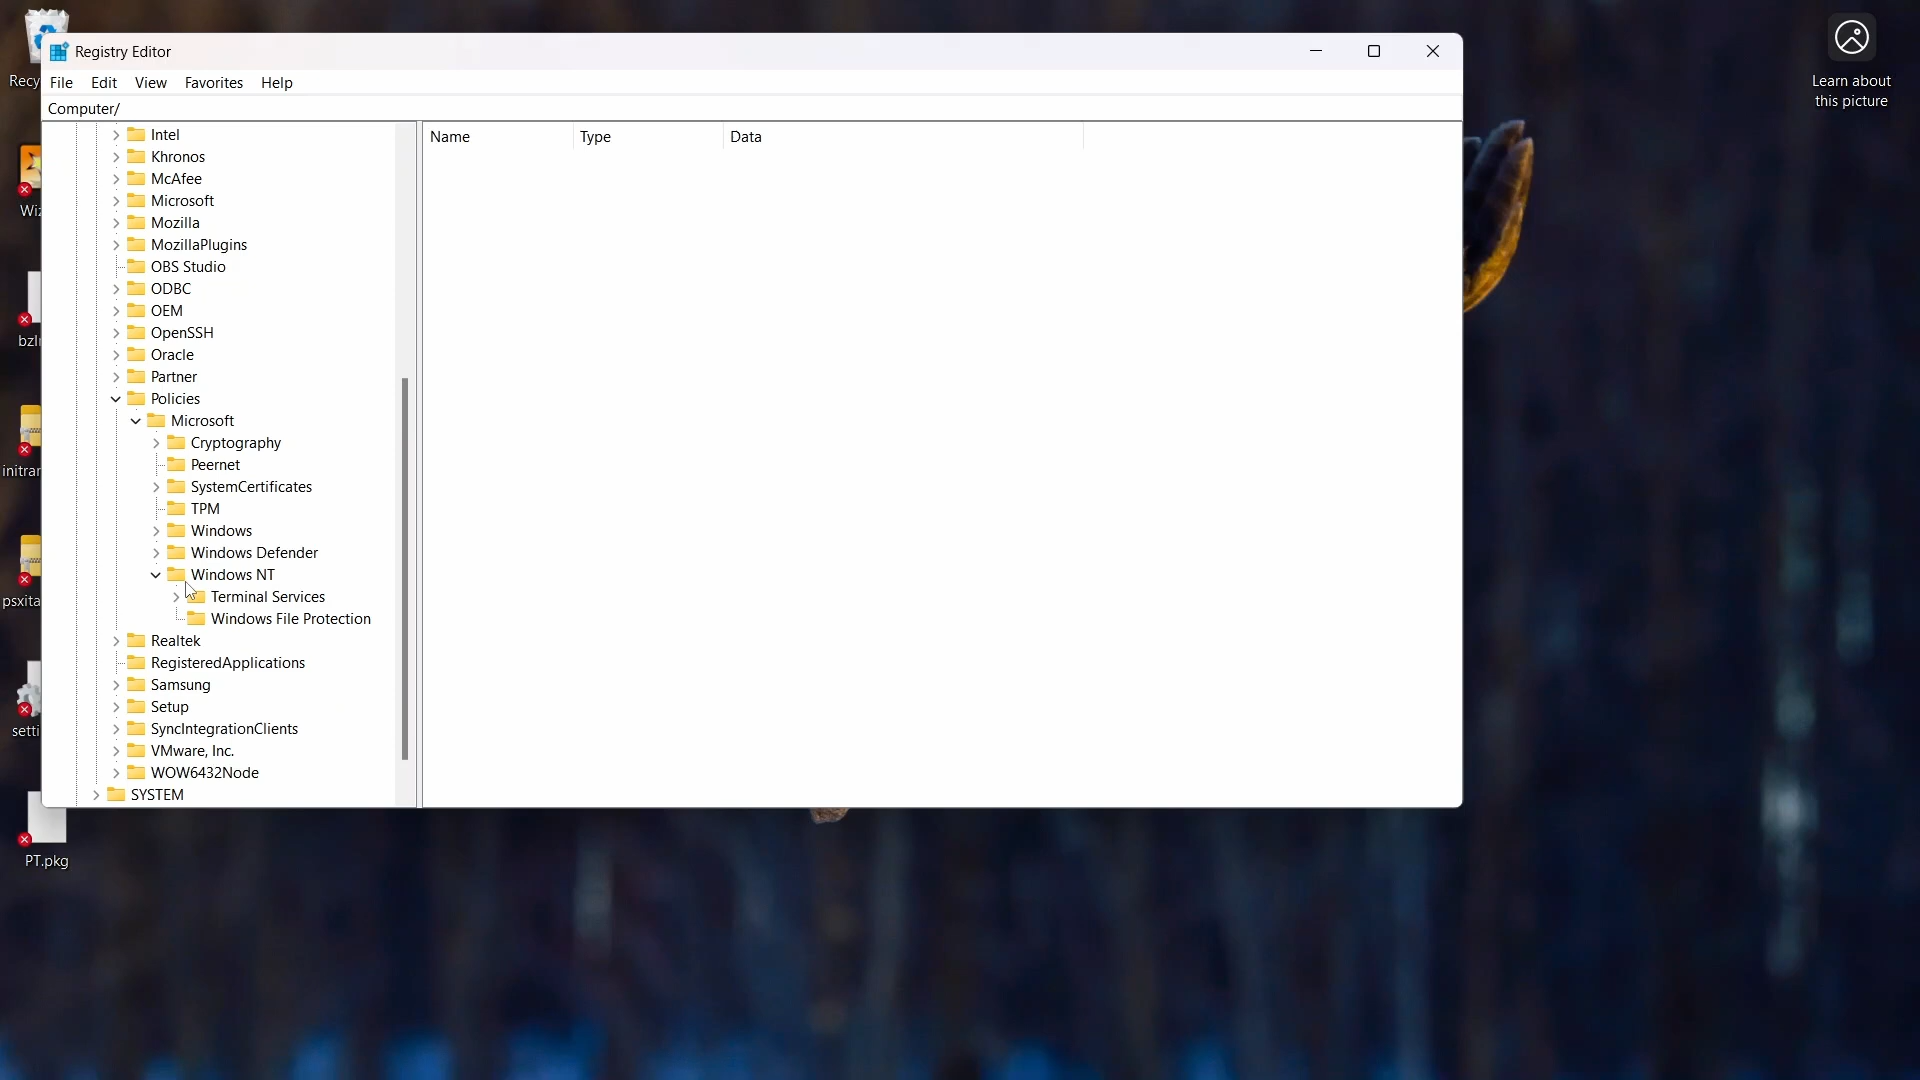 Registry Editor
File Edit View Favorites Help
Computer/
Name Type Data
Intel
Khronos
McAfee
Microsoft
Mozilla
MozillaPlugins
OBS Studio
ODBC
OEM
OpenSSH
Oracle
Partner
Policies
Microsoft
Cryptography
Peernet
SystemCertificates
TPM
Windows
Windows Defender
Windows NT
Terminal Services
Windows File Protection
Realtek
RegisteredApplications
Samsung
Setup
SyncIntegrationClients
VMware, Inc.
WOW6432Node
SYSTEM
Recy
Wiz
initrar
psxita
setti
PT.pkg
Learn about
this picture